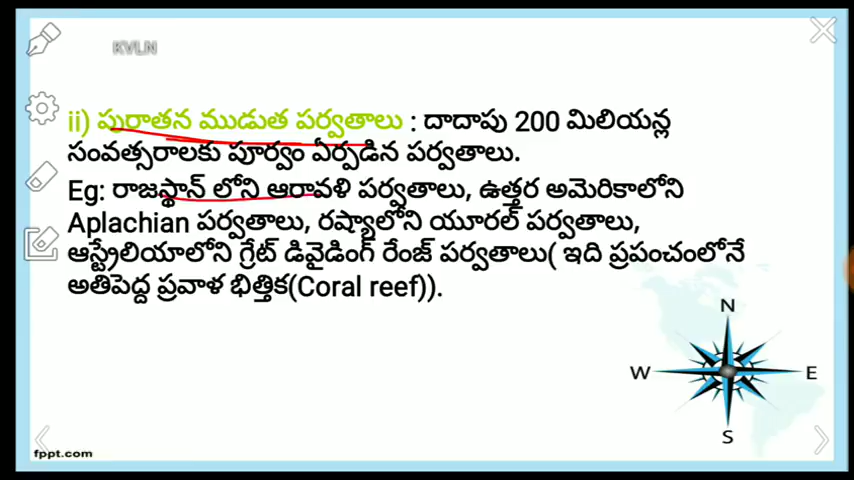 KVLN
ii) పురాతన ముడుత పర్వతాలు : దాదాపు 200 మిలియన్ల
సంవత్సరాలకు పూర్వం ఏర్పడిన పర్వతాలు.
Eg: రాజస్థాన్ లోని ఆరావళి పర్వతాలు, ఉత్తర అమెరికాలోని
Aplachian పర్వతాలు, రష్యాలోని యూరల్ పర్వతాలు,
ఆస్ట్రేలియాలోని గ్రేట్ డివైడింగ్ రేంజ్ పర్వతాలు( ఇది ప్రపంచంలోనే
అతిపెద్ద ప్రవాళ భిత్తిక(Coral reef)).
N
W E
S
fppt.com